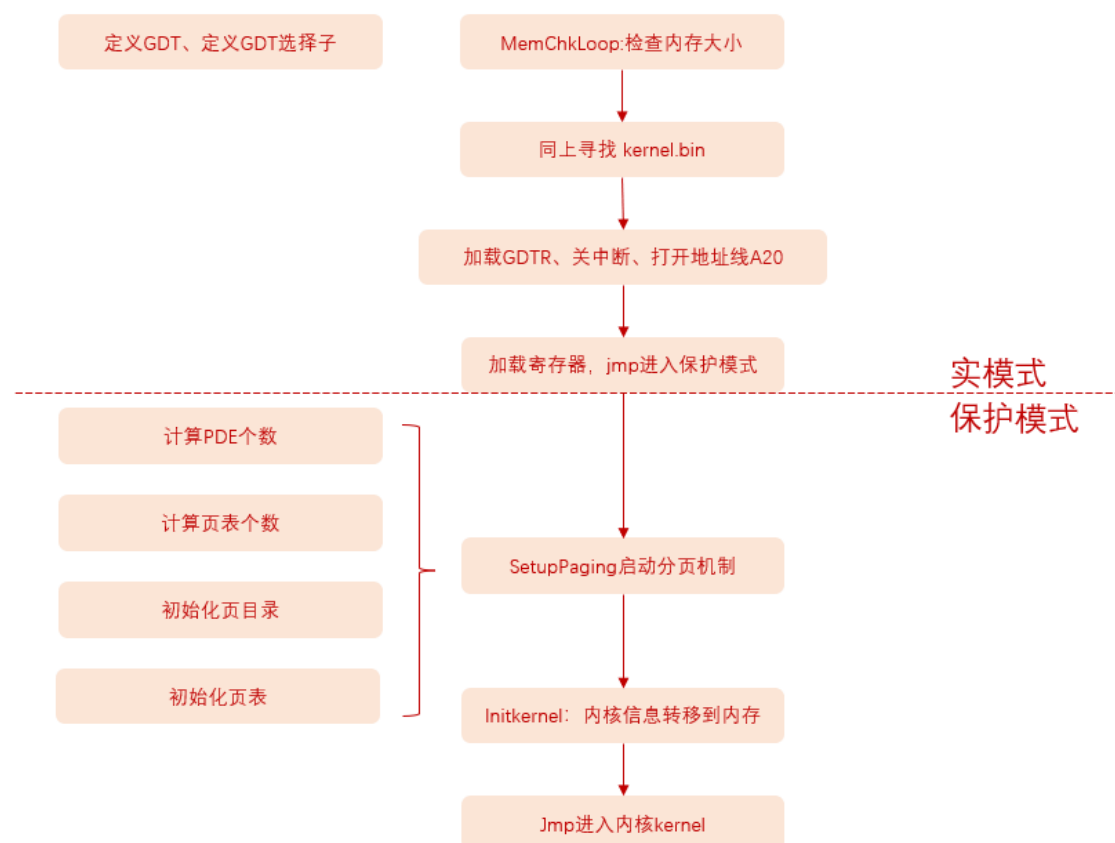 定义GDT、定义GDT选择子
MemChkLoop:检查内存大小
同上寻找 kernel.bin
加载GDTR、关中断、打开地址线A20
加载寄存器，jmp进入保护模式
实模式
保护模式
计算PDE个数
计算页表个数
初始化页目录
初始化页表
SetupPaging启动分页机制
Initkernel：内核信息转移到内存
Jmp进入内核kernel